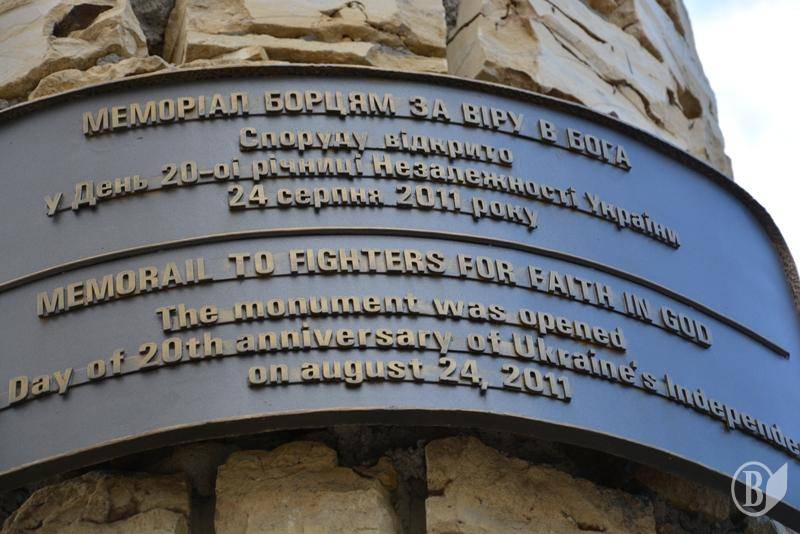 МЕМОРІАЛ БОРЦЯМ ЗА ВІРУ В БОГА
Споруду відкрито
у День 20-ої річниці Незалежності України
24 серпня 2011 року
MEMORAIL TO FIGHTERS FOR FAITH IN GOD
The monument was opened
Day of 20th anniversary of Ukraine's Independe
on august 24, 2011
B